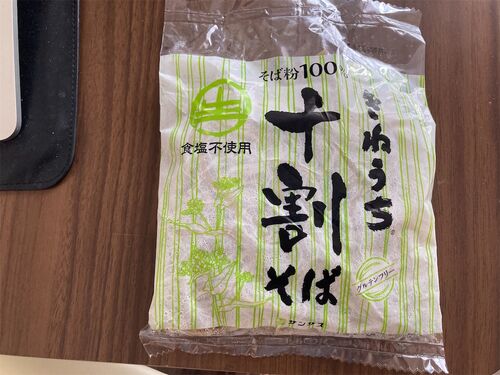 そば粉100%
きねうち
十割そば
食塩不使用
グルテンフリー
サンサス